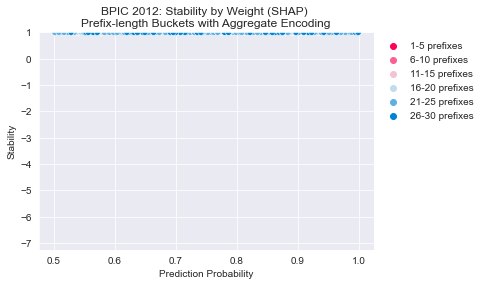 BPIC 2012: Stability by Weight (SHAP)
Prefix-length Buckets with Aggregate Encoding
1
0
−1
−2
−3
−4
−5
−6
−7
Stability
0.5
0.6
0.7
0.8
0.9
1.0
Prediction Probability
1-5 prefixes
6-10 prefixes
11-15 prefixes
16-20 prefixes
21-25 prefixes
26-30 prefixes